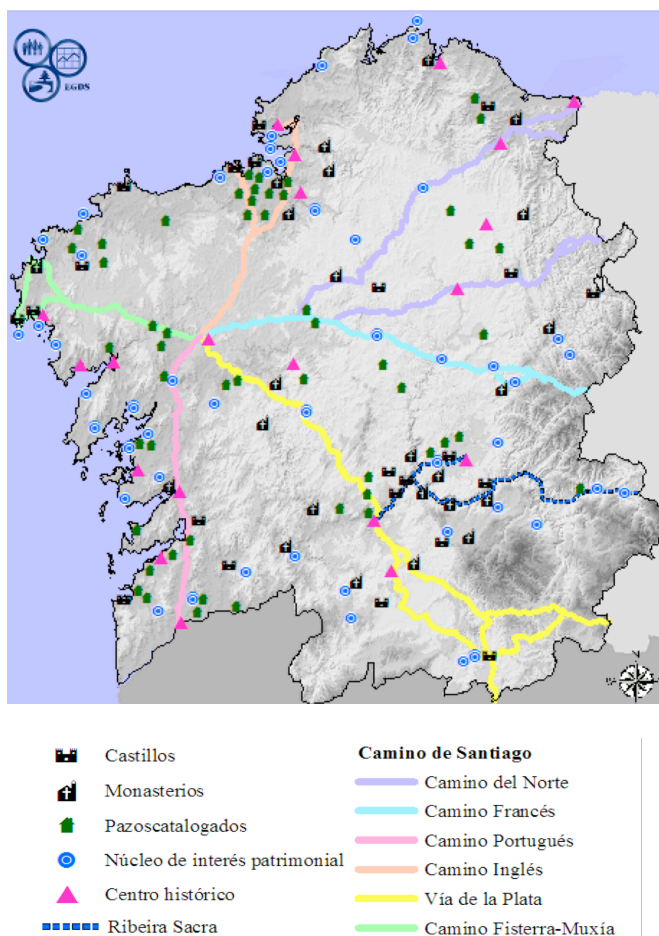 EGDS
N
Castillos
Monasterios
Pazoscatalogados
Núcleo de interés patrimonial
Centro histórico
Ribeira Sacra
Camino de Santiago
Camino del Norte
Camino Francés
Camino Portugués
Camino Inglés
Vía de la Plata
Camino Fisterra-Muxía